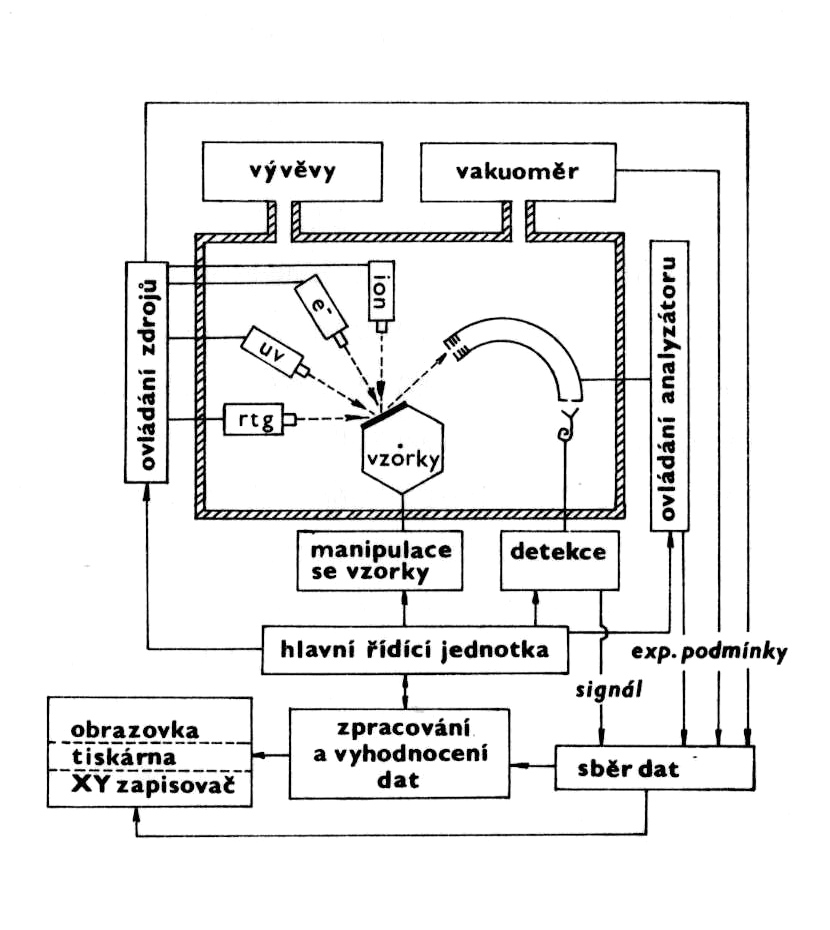 vývěvy
vakuoměr
ovládání zdrojů
ion
e⁻
uv
rtg
vzorky
ovládání analyzátoru
manipulace
se vzorky
detekce
hlavní řídící jednotka
exp. podmínky
signál
obrazovka
tiskárna
XY zapisovač
zpracování
a vyhodnocení
dat
sběr dat